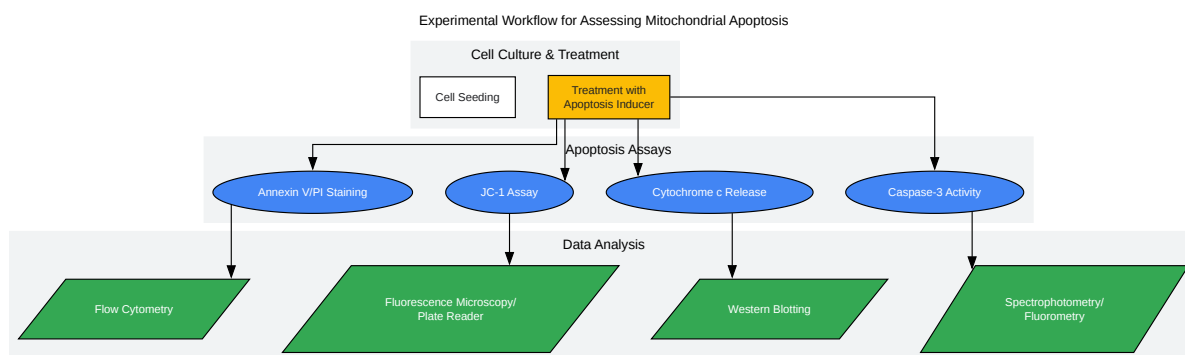 Experimental Workflow for Assessing Mitochondrial Apoptosis
Cell Culture & Treatment
Cell Seeding
Treatment with
Apoptosis Inducer
Apoptosis Assays
Annexin V/PI Staining
JC-1 Assay
Cytochrome c Release
Caspase-3 Activity
Data Analysis
Flow Cytometry
Fluorescence Microscopy/
Plate Reader
Western Blotting
Spectrophotometry/
Fluorometry